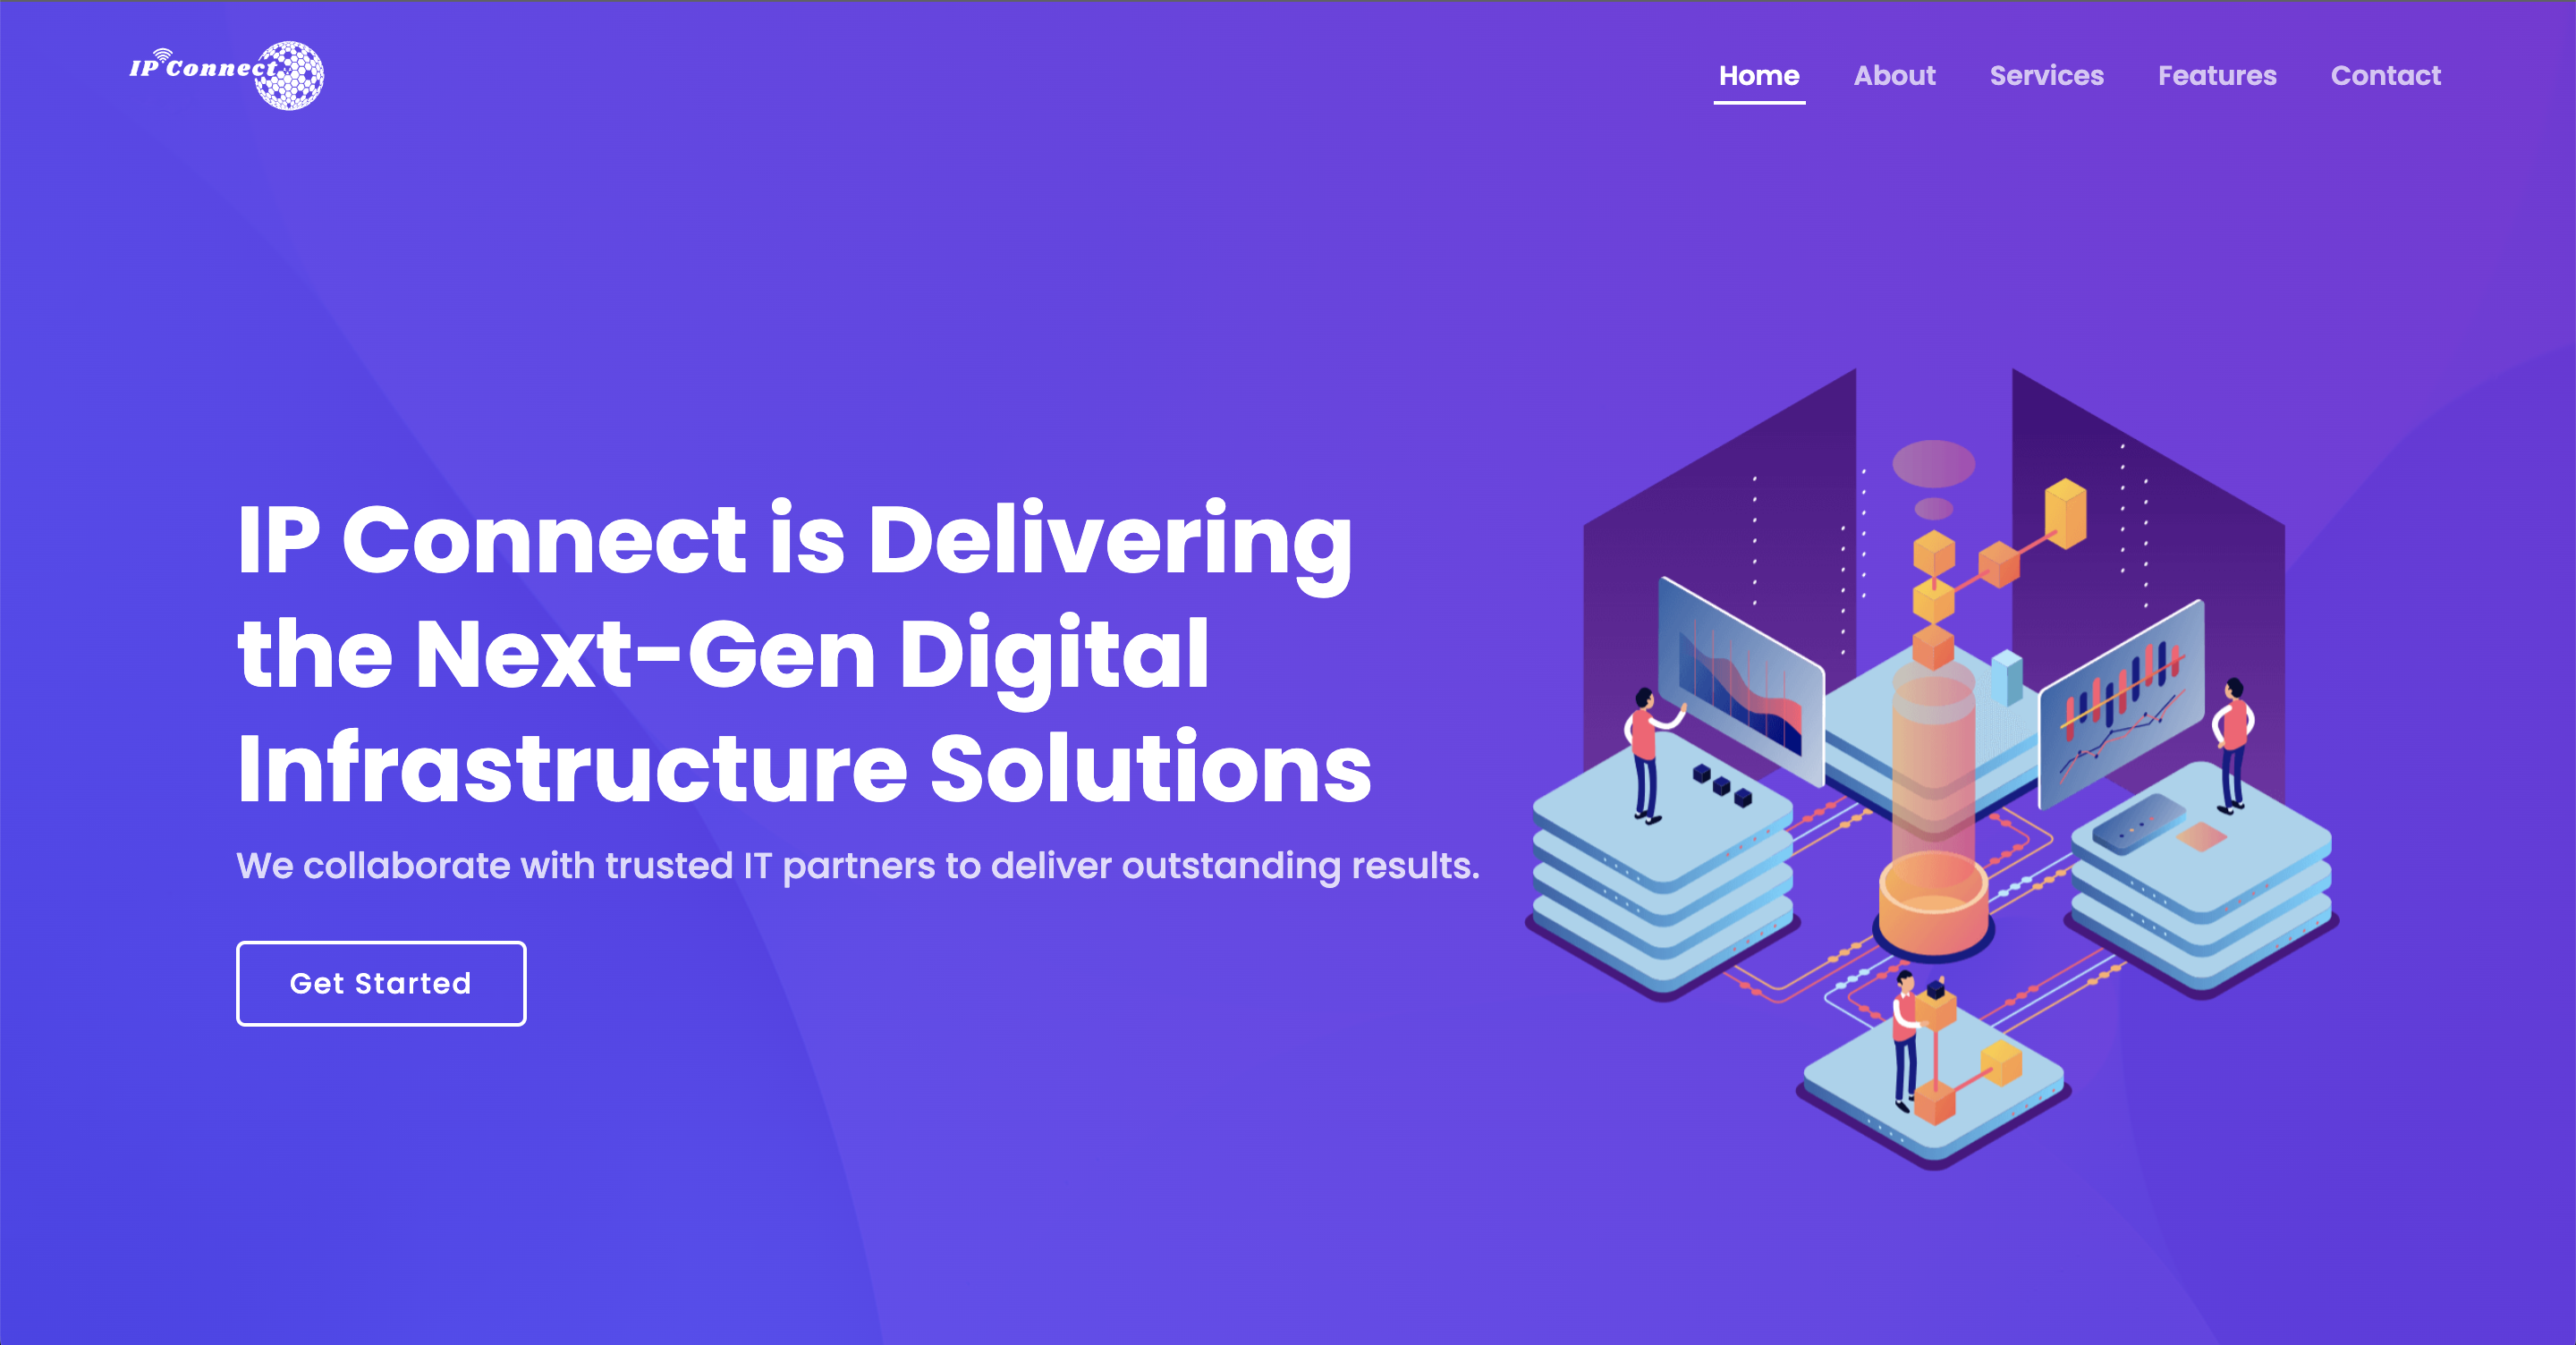 IP Connect
Home About Services Features Contact
IP Connect is Delivering
the Next-Gen Digital
Infrastructure Solutions
We collaborate with trusted IT partners to deliver outstanding results.
Get Started